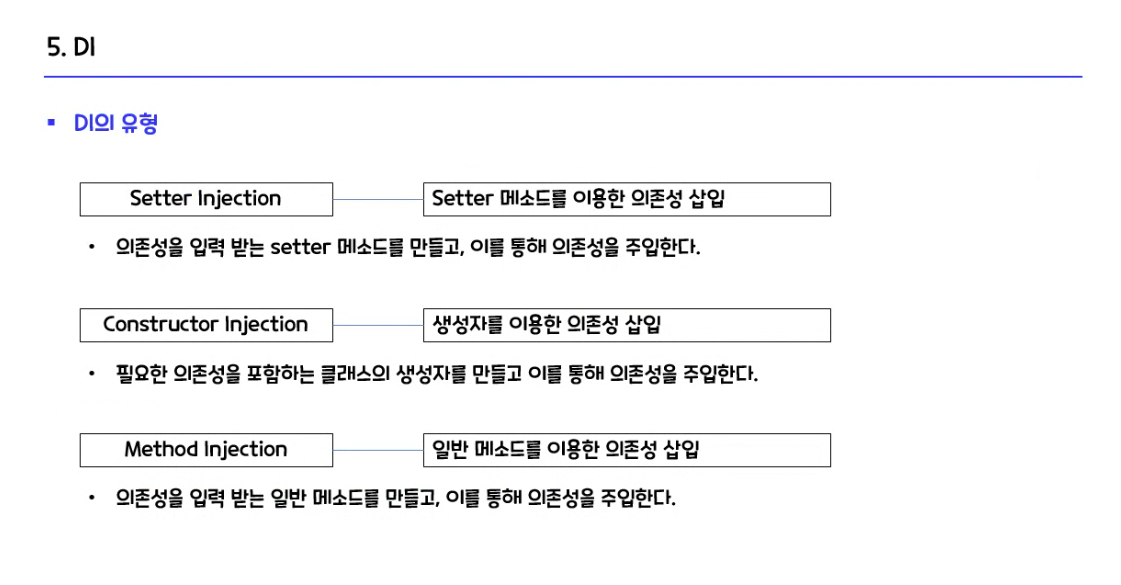 5. DI
▪ DI의 유형
Setter Injection Setter 메소드를 이용한 의존성 삽입
• 의존성을 입력 받는 setter 메소드를 만들고, 이를 통해 의존성을 주입한다.
Constructor Injection 생성자를 이용한 의존성 삽입
• 필요한 의존성을 포함하는 클래스의 생성자를 만들고 이를 통해 의존성을 주입한다.
Method Injection 일반 메소드를 이용한 의존성 삽입
• 의존성을 입력 받는 일반 메소드를 만들고, 이를 통해 의존성을 주입한다.